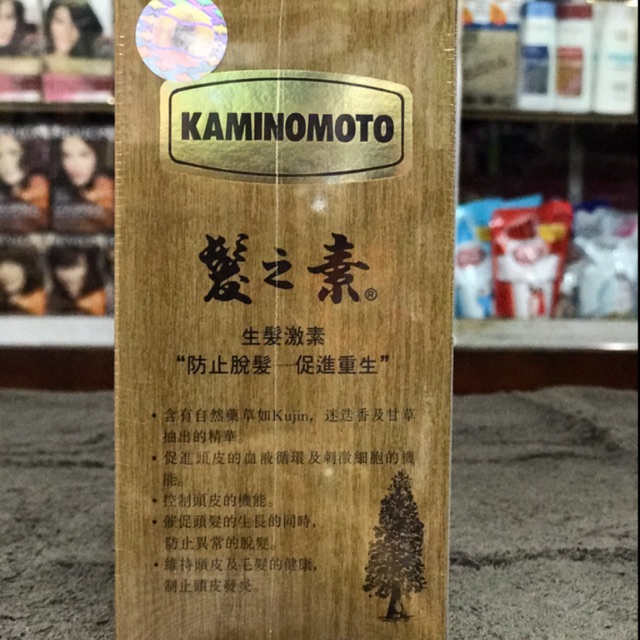 KAMINOMOTO
髮之素®
生髮激素
“防止脫髮—促進重生”
• 含有自然藥草如Kujin，迷迭香及甘草
抽出的精華
• 促進頭皮的血液循環及刺激細胞的機
能。
• 控制頭皮的機能。
• 催促頭髮的生長的同時，
防止異常的脫髮。
• 維持頭皮及毛髮的健康，
制止頭皮發炎。